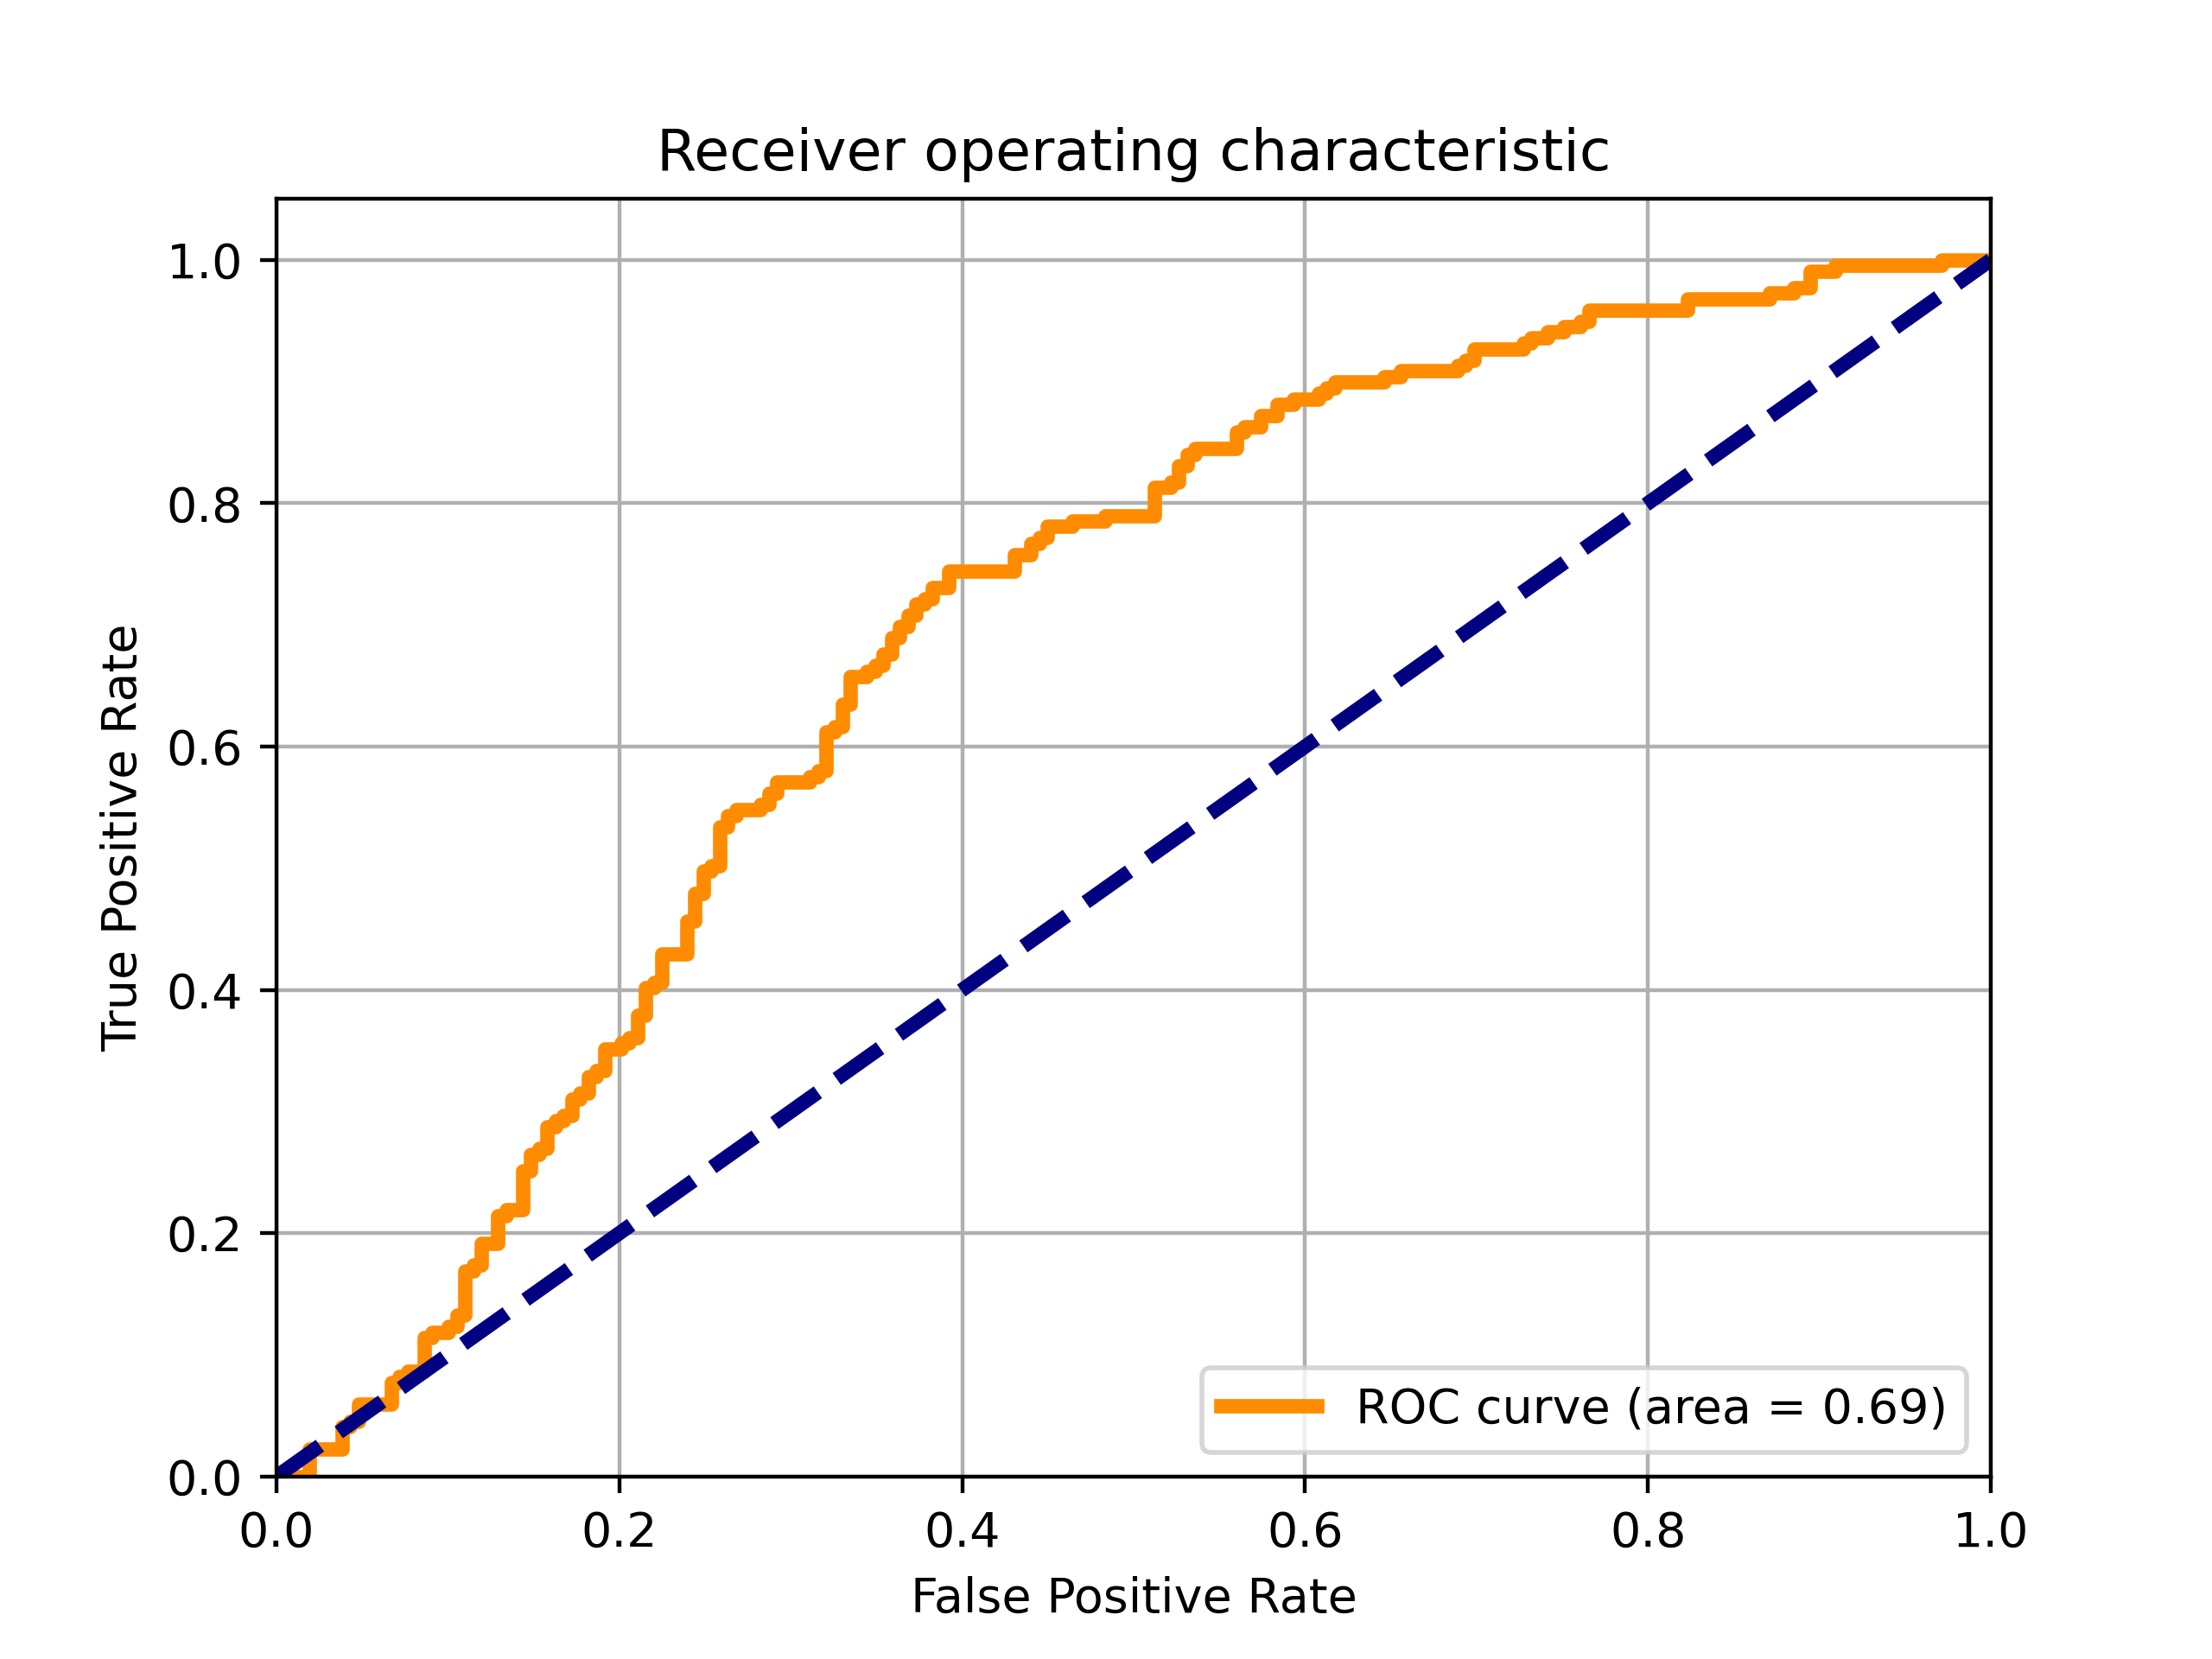 Receiver operating characteristic
1.0
0.8
0.6
0.4
0.2
0.0
True Positive Rate
ROC curve (area = 0.69)
0.0 0.2 0.4 0.6 0.8 1.0
False Positive Rate